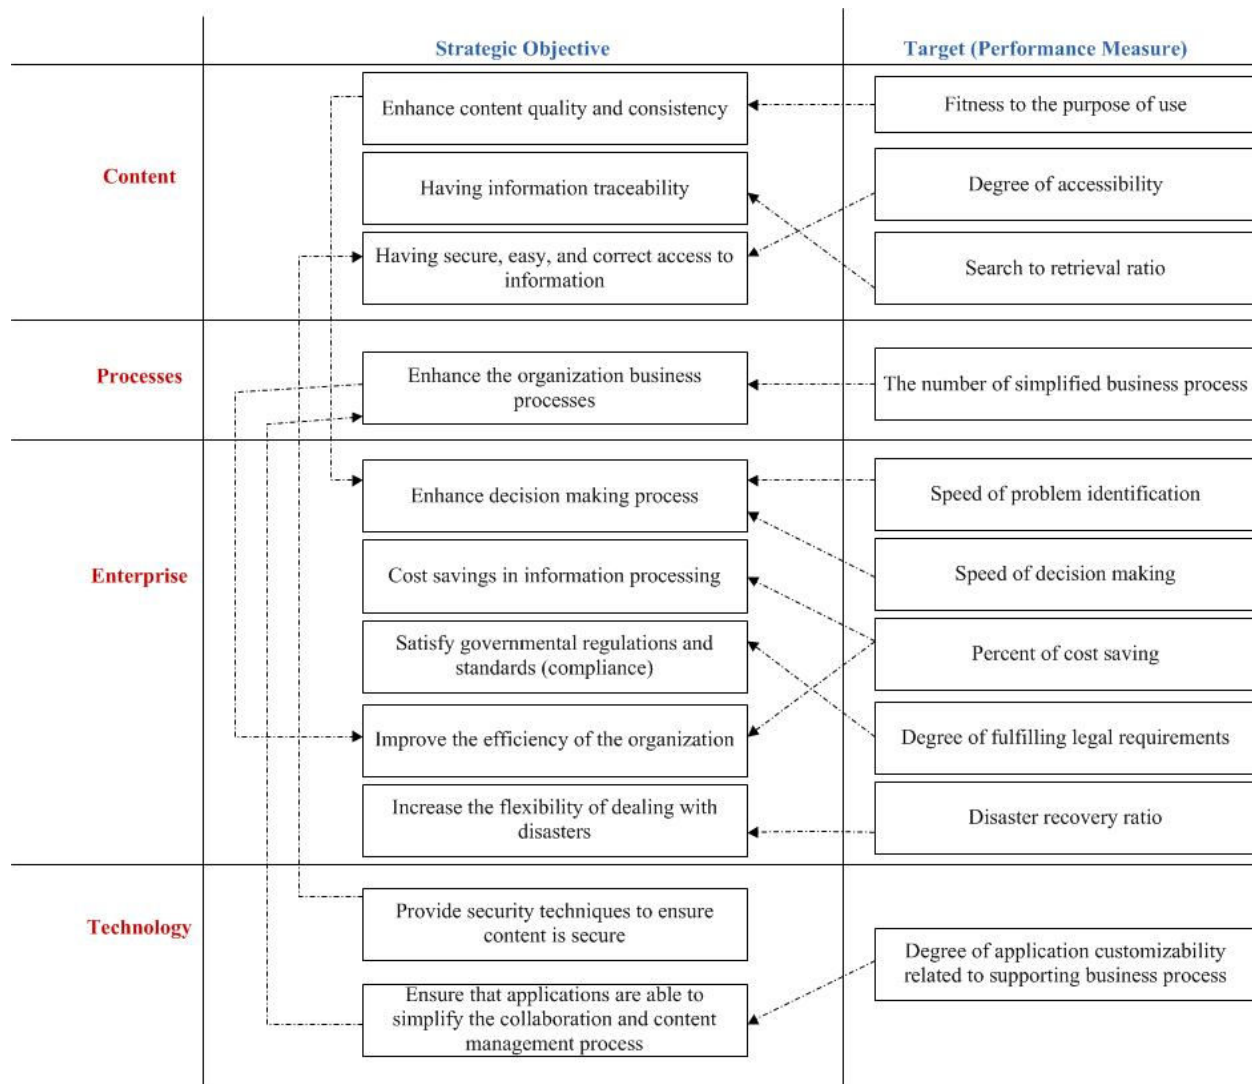 Strategic Objective
Target (Performance Measure)
Content
Enhance content quality and consistency
Fitness to the purpose of use
Having information traceability
Degree of accessibility
Having secure, easy, and correct access to
information
Search to retrieval ratio
Processes
Enhance the organization business
processes
The number of simplified business process
Enterprise
Enhance decision making process
Speed of problem identification
Cost savings in information processing
Speed of decision making
Satisfy governmental regulations and
standards (compliance)
Percent of cost saving
Improve the efficiency of the organization
Degree of fulfilling legal requirements
Increase the flexibility of dealing with
disasters
Disaster recovery ratio
Technology
Provide security techniques to ensure
content is secure
Degree of application customizability
related to supporting business process
Ensure that applications are able to
simplify the collaboration and content
management process